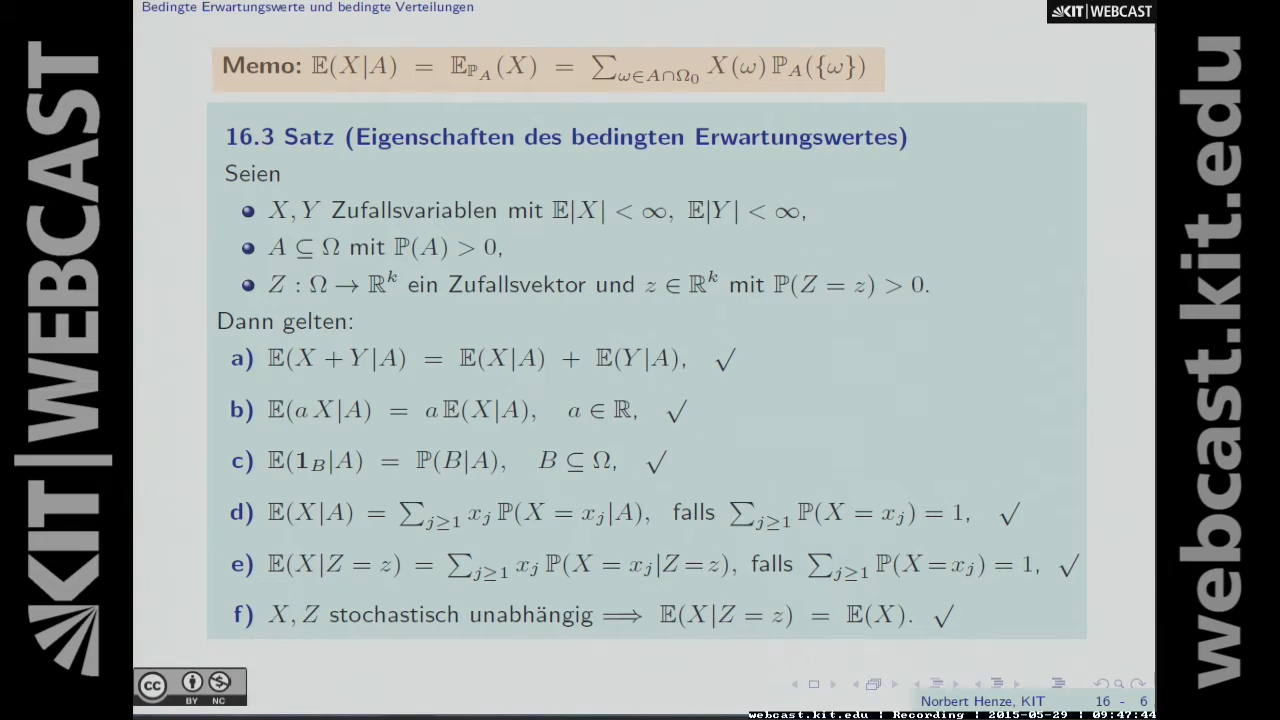 Bedingte Erwartungswerte und bedingte Verteilungen
KIT | WEBCAST
Memo: 𝔼(X|A) = 𝔼_{ℙ_A}(X) = ∑_{ω∈A∩Ω₀} X(ω) ℙ_A({ω})
16.3 Satz (Eigenschaften des bedingten Erwartungswertes)
Seien
X, Y Zufallsvariablen mit 𝔼|X| < ∞, 𝔼|Y| < ∞,
A ⊆ Ω mit ℙ(A) > 0,
Z : Ω → ℝ^k ein Zufallsvektor und z ∈ ℝ^k mit ℙ(Z = z) > 0.
Dann gelten:
a) 𝔼(X + Y|A) = 𝔼(X|A) + 𝔼(Y|A), √
b) 𝔼(a X|A) = a 𝔼(X|A), a ∈ ℝ, √
c) 𝔼(𝟏_B|A) = ℙ(B|A), B ⊆ Ω, √
d) 𝔼(X|A) = ∑_{j≥1} x_j ℙ(X = x_j|A), falls ∑_{j≥1} ℙ(X = x_j) = 1, √
e) 𝔼(X|Z = z) = ∑_{j≥1} x_j ℙ(X = x_j|Z = z), falls ∑_{j≥1} ℙ(X = x_j) = 1, √
f) X, Z stochastisch unabhängig ⟹ 𝔼(X|Z = z) = 𝔼(X). √
KIT | WEBCAST
webcast.kit.edu
cc BY NC
Norbert Henze, KIT 16 - 6
webcast.kit.edu | Recording | 2015-05-29 | 09:47:44